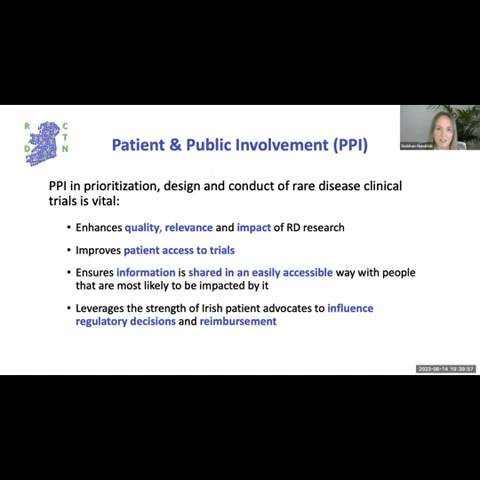 R C
T
D N
Patient & Public Involvement (PPI)
Siobhan Hendrick
PPI in prioritization, design and conduct of rare disease clinical
trials is vital:
• Enhances quality, relevance and impact of RD research
• Improves patient access to trials
• Ensures information is shared in an easily accessible way with people
that are most likely to be impacted by it
• Leverages the strength of Irish patient advocates to influence
regulatory decisions and reimbursement
2023-06-14 19:39:57